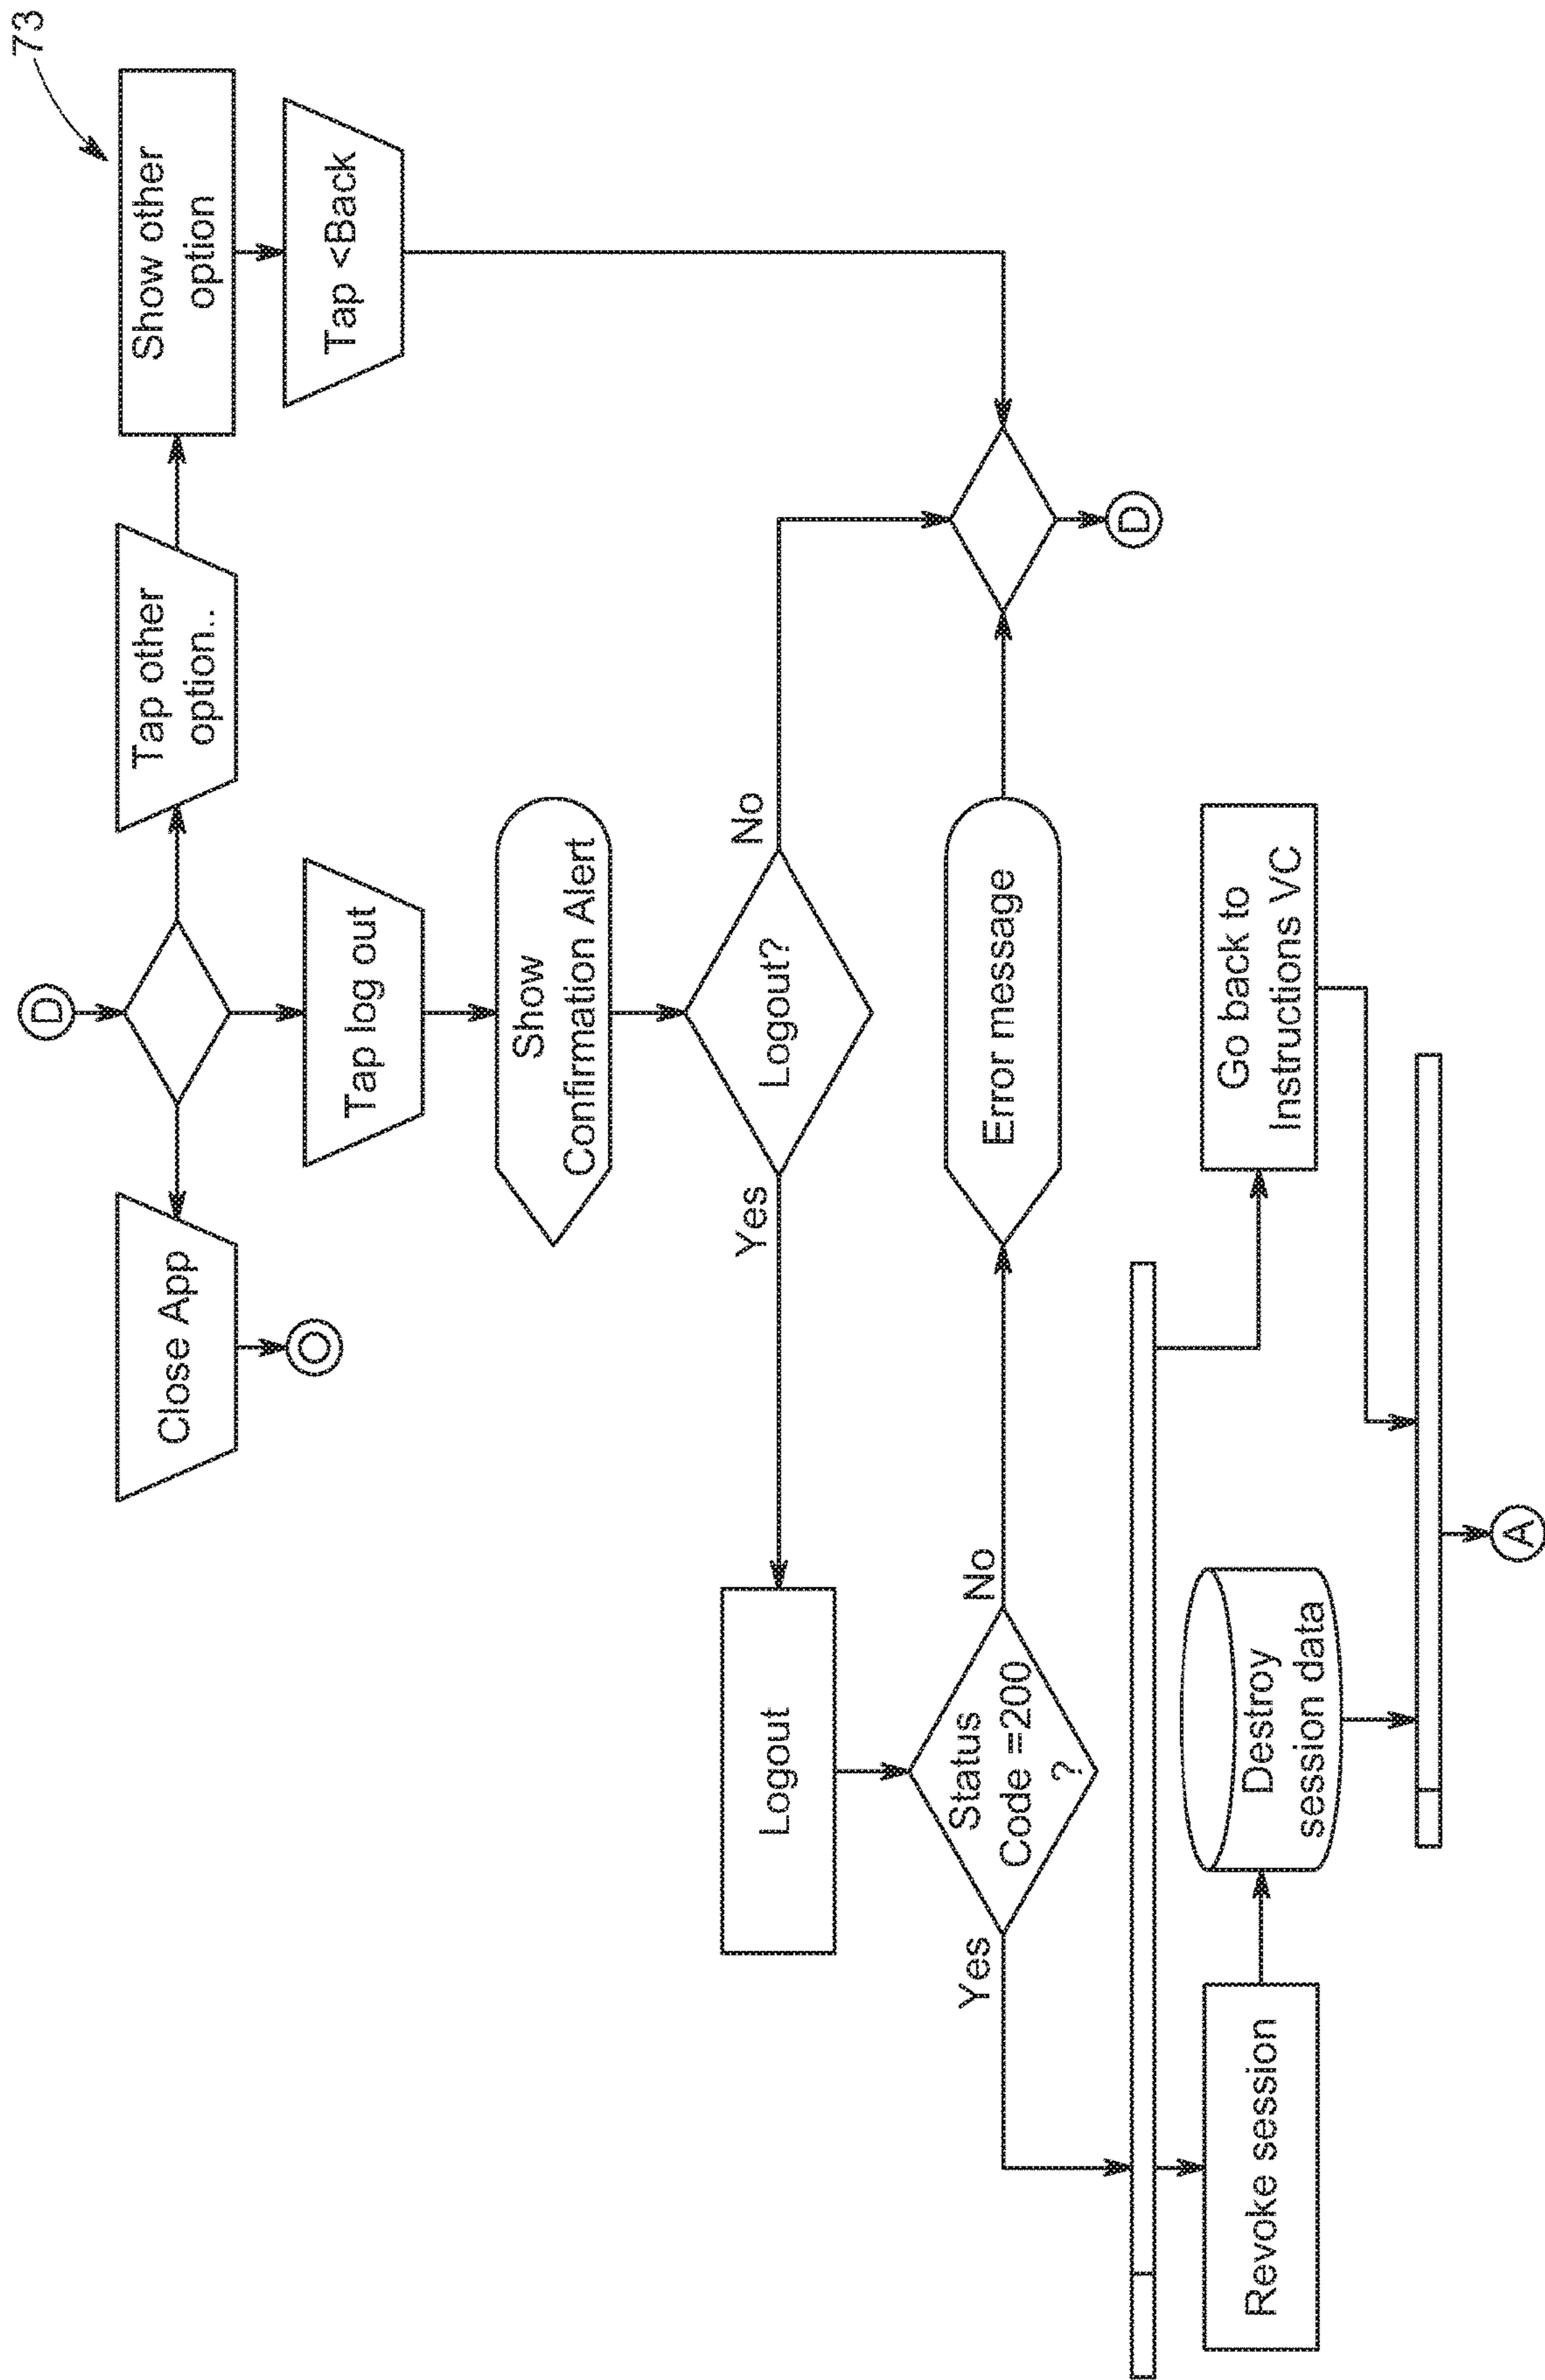 73
D
Close App
Tap other
option..
Show other
option
Tap log out
Tap <Back
Show
Confirmation Alert
Logout?
Yes
No
Logout
Status
Code =200
?
Yes
No
Error message
D
Revoke session
Destroy
session data
Go back to
Instructions VC
A